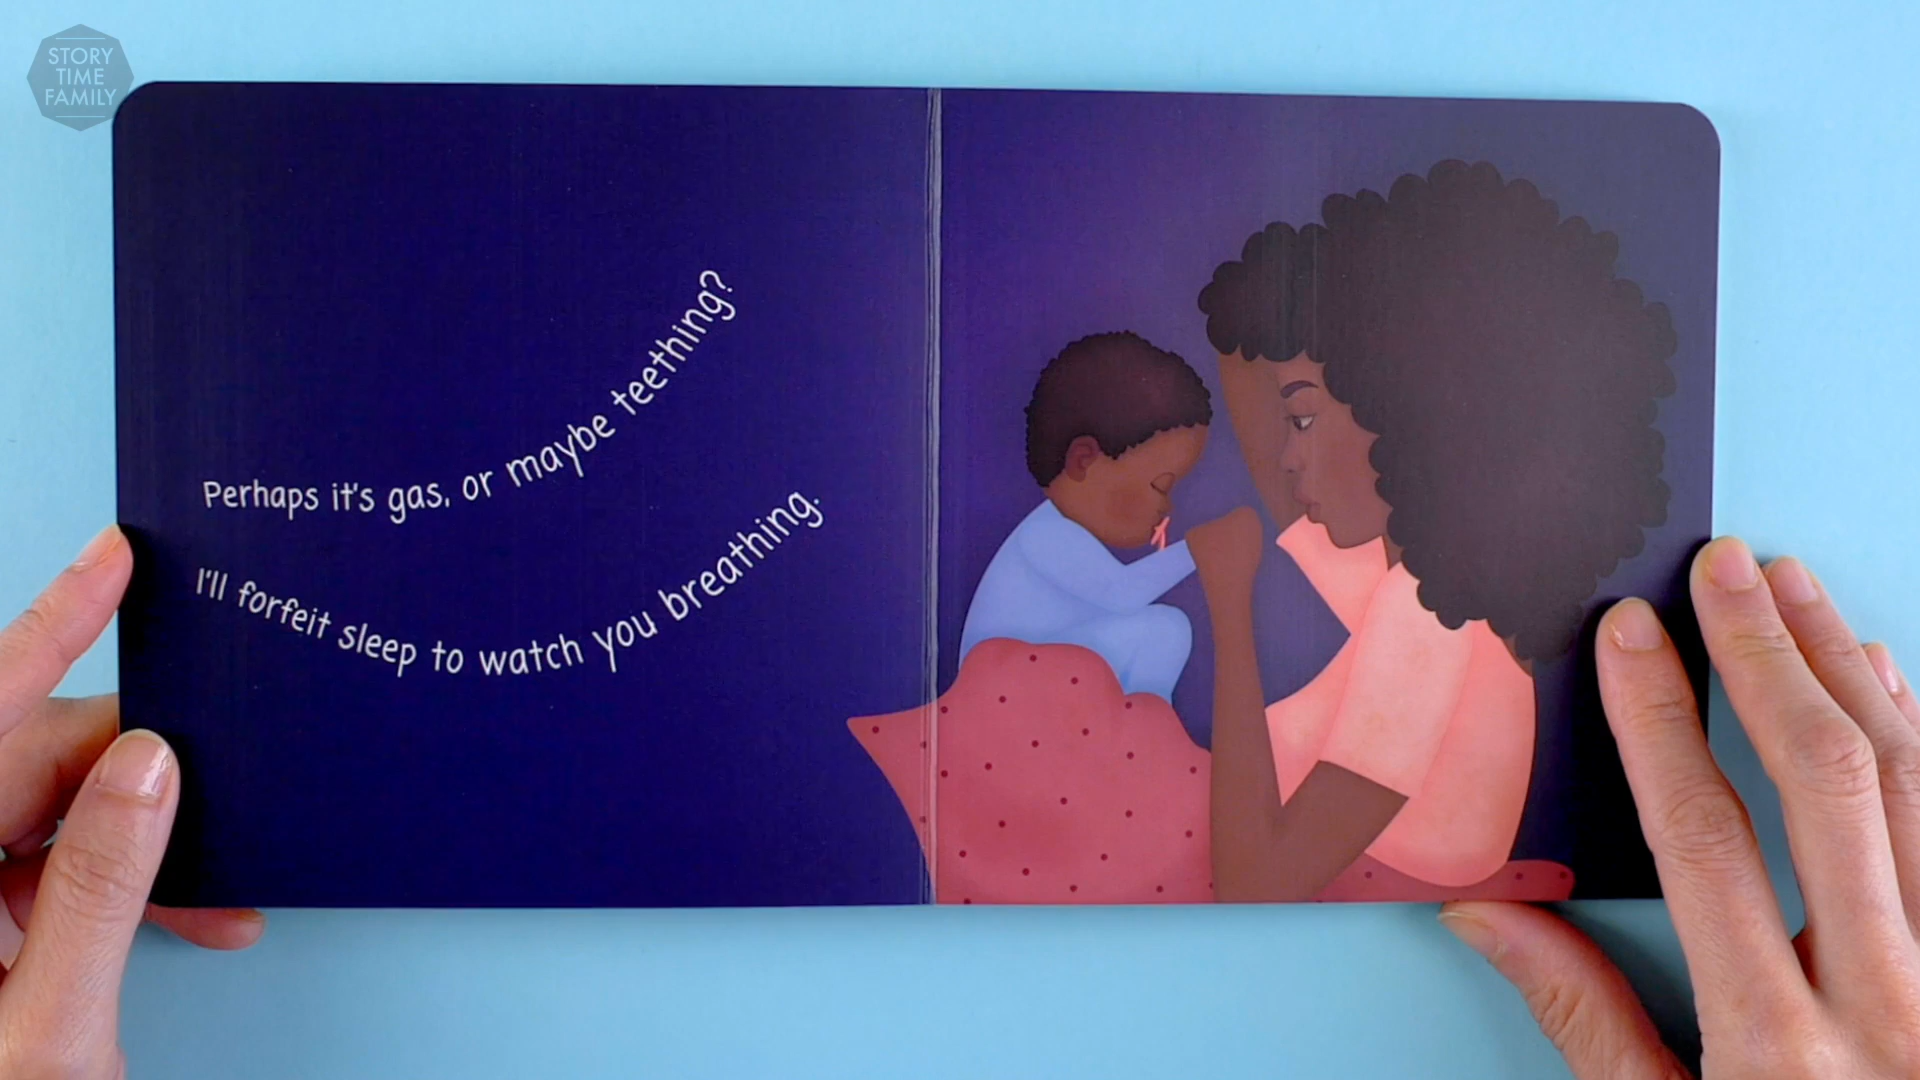 STORY
TIME
FAMILY
Perhaps it's gas, or maybe teething?
I'll forfeit sleep to watch you breathing.